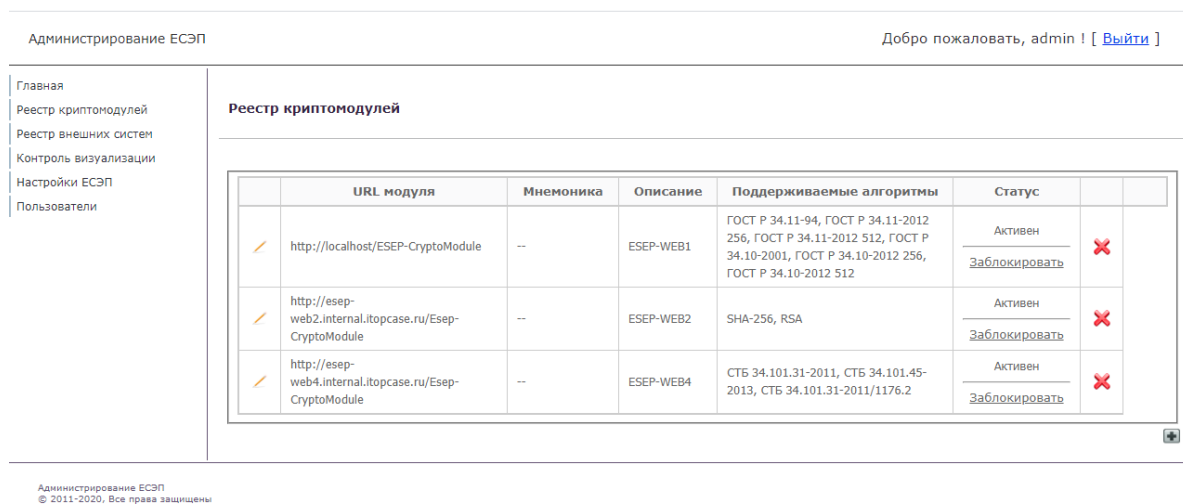 Администрирование ЕСЭП
Добро пожаловать, admin ! [ Выйти ]
Главная
Реестр криптомодулей
Реестр внешних систем
Контроль визуализации
Настройки ЕСЭП
Пользователи
Реестр криптомодулей
URL модуля Мнемоника Описание Поддерживаемые алгоритмы Статус
http://localhost/ESEP-CryptoModule
--
ESEP-WEB1
ГОСТ Р 34.11-94, ГОСТ Р 34.11-2012
256, ГОСТ Р 34.11-2012 512, ГОСТ Р
34.10-2001, ГОСТ Р 34.10-2012 256,
ГОСТ Р 34.10-2012 512
Активен
Заблокировать
http://esep-
web2.internal.itopcase.ru/Esep-
CryptoModule
--
ESEP-WEB2
SHA-256, RSA
Активен
Заблокировать
http://esep-
web4.internal.itopcase.ru/Esep-
CryptoModule
--
ESEP-WEB4
СТБ 34.101.31-2011, СТБ 34.101.45-
2013, СТБ 34.101.31-2011/1176.2
Активен
Заблокировать
Администрирование ЕСЭП
© 2011-2020, Все права защищены